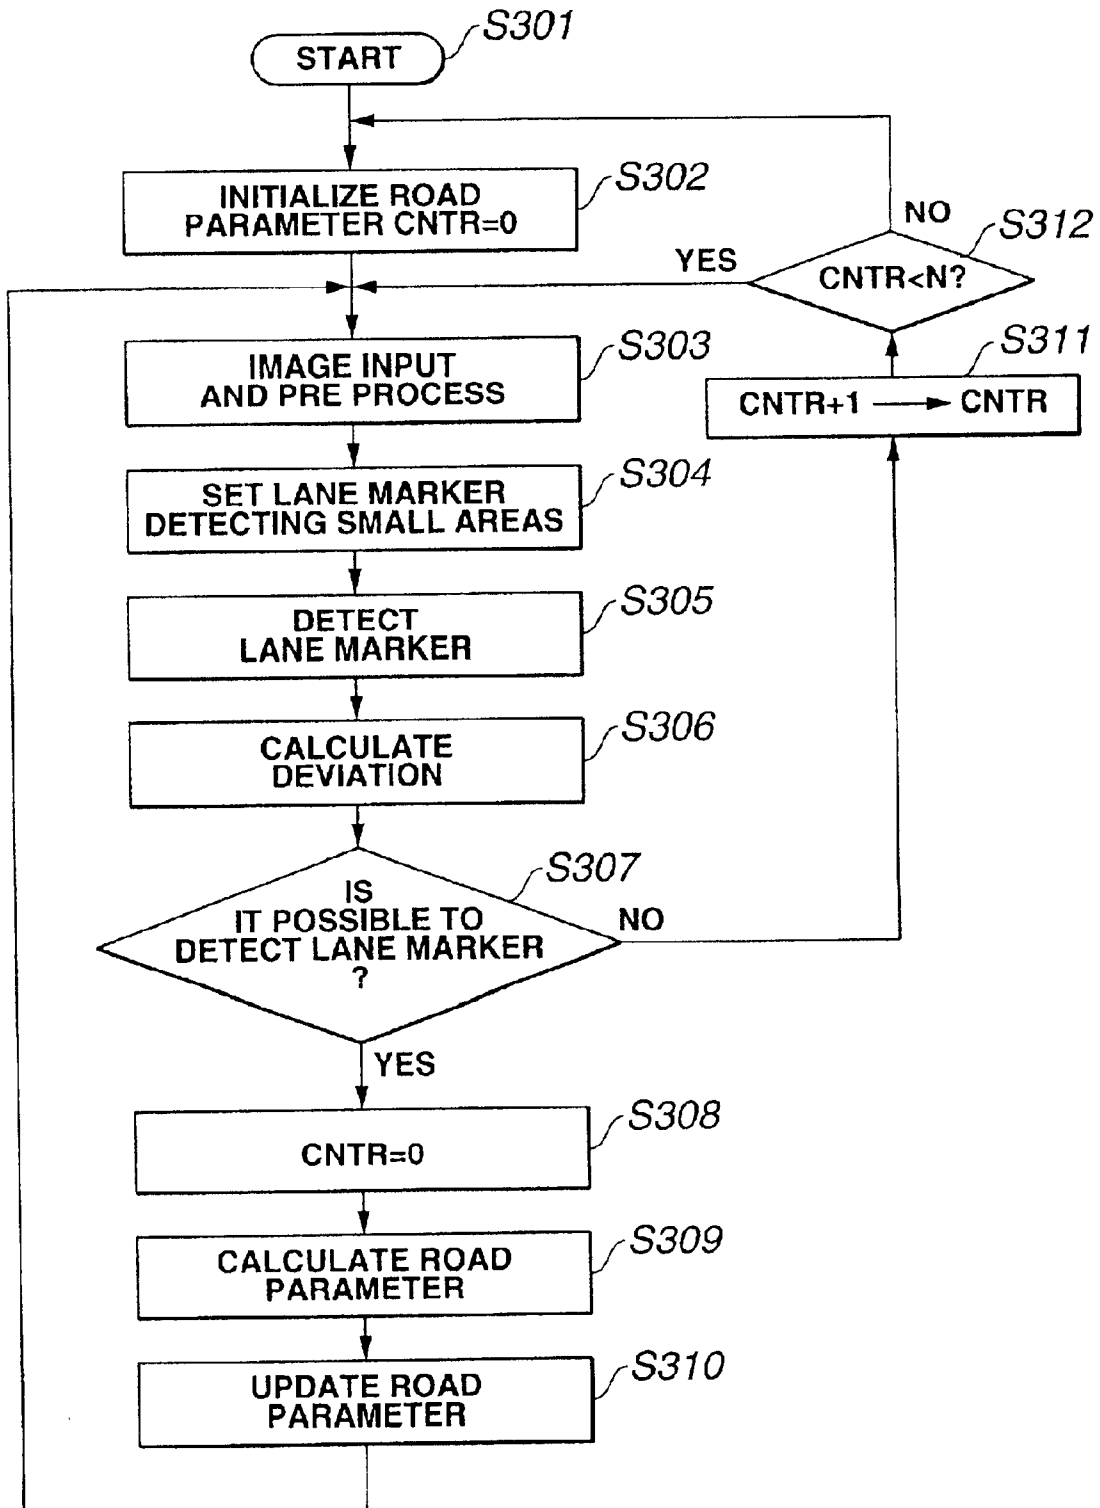 S301
START
S302
INITIALIZE ROAD
PARAMETER CNTR=0
NO
S312
YES
CNTR<N?
S303
IMAGE INPUT
AND PRE PROCESS
S311
CNTR+1 → CNTR
S304
SET LANE MARKER
DETECTING SMALL AREAS
S305
DETECT
LANE MARKER
S306
CALCULATE
DEVIATION
S307
IS
IT POSSIBLE TO
DETECT LANE MARKER
?
NO
YES
S308
CNTR=0
S309
CALCULATE ROAD
PARAMETER
S310
UPDATE ROAD
PARAMETER